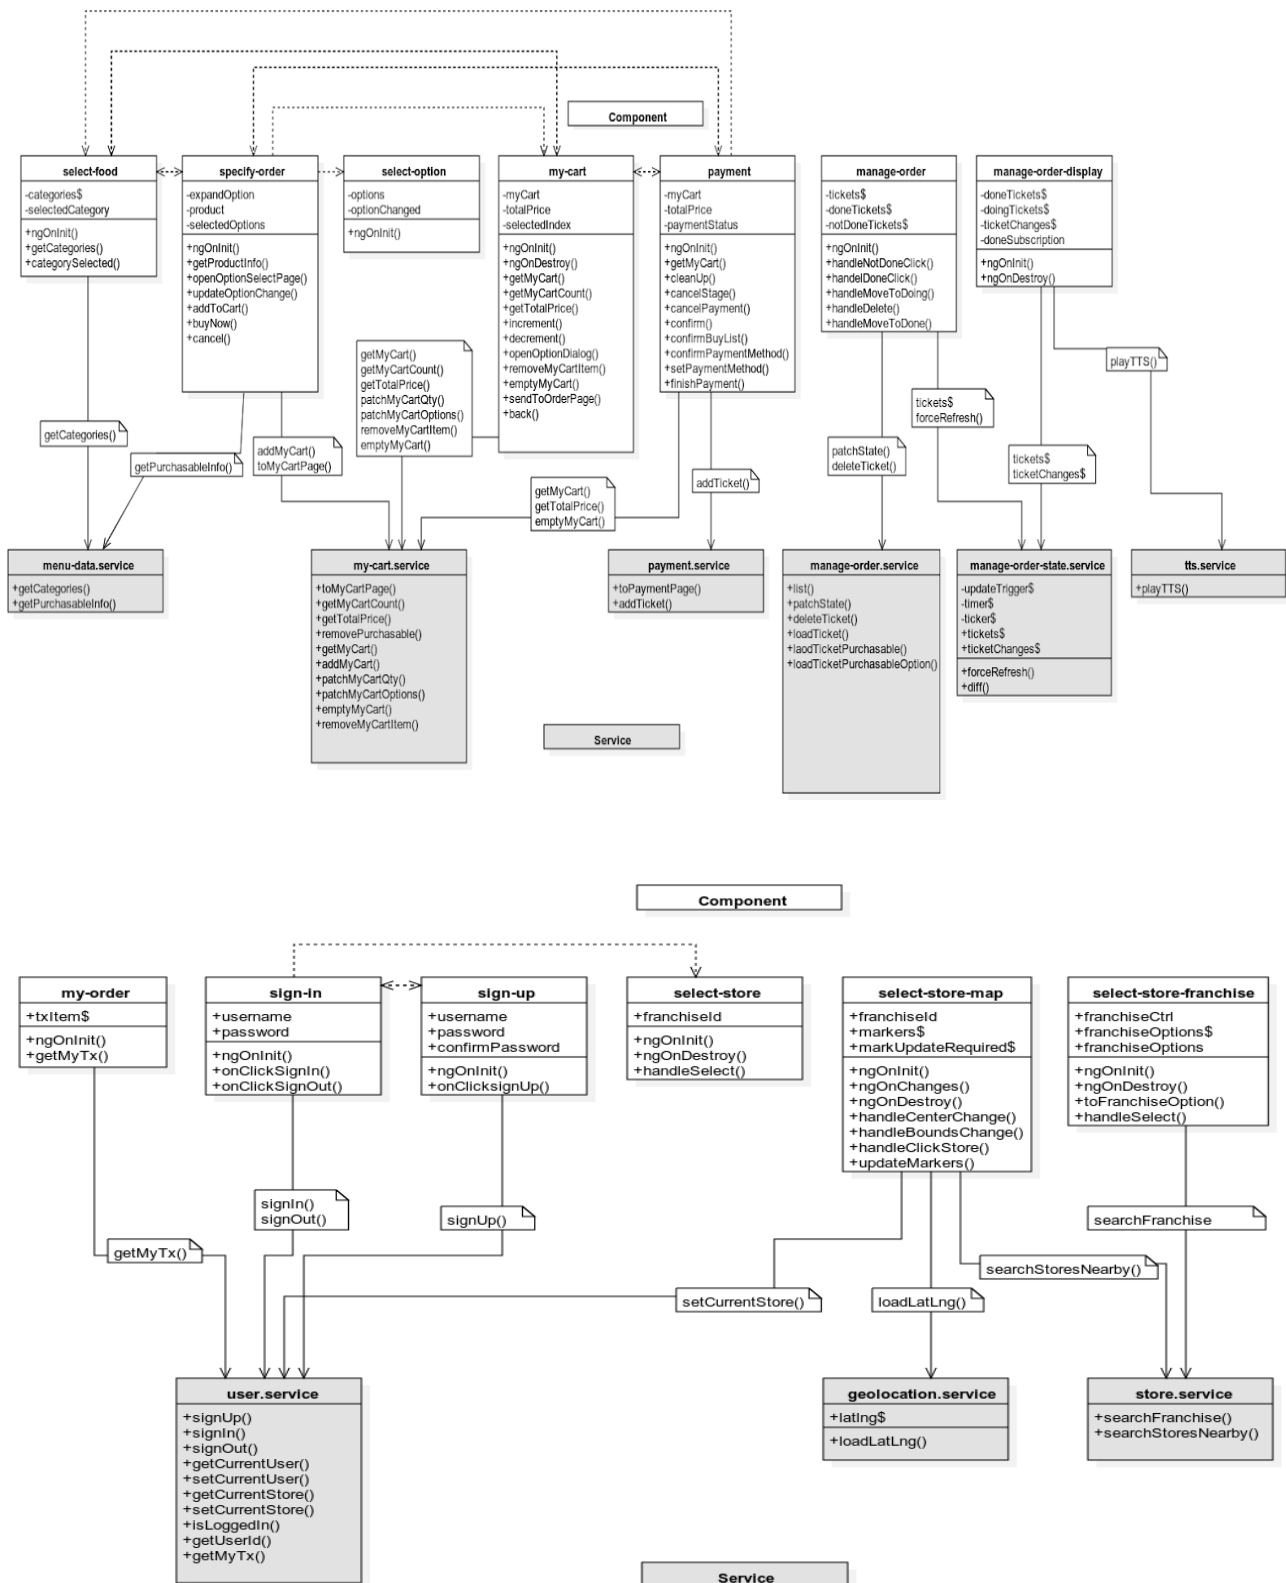 Component
select-food
-categories$
-selectedCategory
+ngOnInit()
+getCategories()
+categorySelected()
specify-order
-expandOption
-product
-selectedOptions
+ngOnInit()
+getProductInfo()
+openOptionSelectPage()
+updateOptionChange()
+addToCart()
+buyNow()
+cancel()
select-option
-options
-optionChanged
+ngOnInit()
my-cart
-myCart
-totalPrice
-selectedIndex
+ngOnInit()
+ngOnDestroy()
+getMyCart()
+getMyCartCount()
+getTotalPrice()
+increment()
+decrement()
+openOptionDialog()
+removeMyCartItem()
+emptyMyCart()
+sendToOrderPage()
+back()
payment
-myCart
-totalPrice
-paymentStatus
+ngOnInit()
+getMyCart()
+cleanUp()
+cancelStage()
+cancelPayment()
+confirm()
+confirmBuyList()
+confirmPaymentMethod()
+setPaymentMethod()
+finishPayment()
manage-order
-tickets$
-doneTickets$
-notDoneTickets$
+ngOnInit()
+handleNotDoneClick()
+handelDoneClick()
+handleMoveToDoing()
+handleDelete()
+handleMoveToDone()
manage-order-display
-doneTickets$
-doingTickets$
-ticketChanges$
-doneSubscription
+ngOnInit()
+ngOnDestroy()
getCategories()
getPurchasableInfo()
addMyCart()
toMyCartPage()
getMyCart()
getMyCartCount()
getTotalPrice()
patchMyCartQty()
patchMyCartOptions()
removeMyCartItem()
emptyMyCart()
getMyCart()
getTotalPrice()
emptyMyCart()
addTicket()
patchState()
deleteTicket()
tickets$
forceRefresh()
tickets$
ticketChanges$
playTTS()
menu-data.service
+getCategories()
+getPurchasableInfo()
my-cart.service
+toMyCartPage()
+getMyCartCount()
+getTotalPrice()
+removePurchasable()
+getMyCart()
+addMyCart()
+patchMyCartQty()
+patchMyCartOptions()
+emptyMyCart()
+removeMyCartItem()
payment.service
+toPaymentPage()
+addTicket()
manage-order.service
+list()
+patchState()
+deleteTicket()
+loadTicket()
+laodTicketPurchasable()
+loadTicketPurchasableOption()
manage-order-state.service
-updateTrigger$
-timer$
-ticker$
+tickets$
+ticketChanges$
+forceRefresh()
+diff()
tts.service
+playTTS()
Service
Component
my-order
+txItem$
+ngOnInit()
+getMyTx()
sign-in
+username
+password
+ngOnInit()
+onClickSignIn()
+onClickSignOut()
sign-up
+username
+password
+confirmPassword
+ngOnInit()
+onClicksignUp()
select-store
+franchiseId
+ngOnInit()
+ngOnDestroy()
+handleSelect()
select-store-map
+franchiseId
+markers$
+markUpdateRequired$
+ngOnInit()
+ngOnChanges()
+ngOnDestroy()
+handleCenterChange()
+handleBoundsChange()
+handleClickStore()
+updateMarkers()
select-store-franchise
+franchiseCtrl
+franchiseOptions$
+franchiseOptions
+ngOnInit()
+ngOnDestroy()
+toFranchiseOption()
+handleSelect()
getMyTx()
signIn()
signOut()
signUp()
setCurrentStore()
loadLatLng()
searchStoresNearby()
searchFranchise
user.service
+signUp()
+signIn()
+signOut()
+getCurrentUser()
+setCurrentUser()
+getCurrentStore()
+setCurrentStore()
+isLoggedIn()
+getUserId()
+getMyTx()
geolocation.service
+latlng$
+loadLatLng()
store.service
+searchFranchise()
+searchStoresNearby()
Service